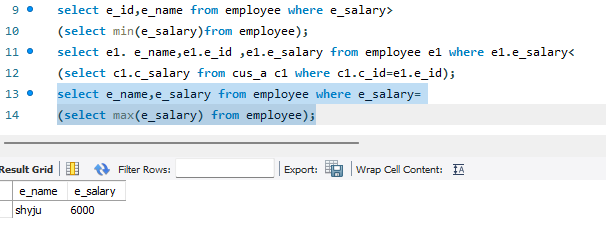 9 select e_id,e_name from employee where e_salary>
10 (select min(e_salary)from employee);
11 select e1. e_name,e1.e_id ,e1.e_salary from employee e1 where e1.e_salary<
12 (select c1.c_salary from cus_a c1 where c1.c_id=e1.e_id);
13 select e_name,e_salary from employee where e_salary=
14 (select max(e_salary) from employee);
Result Grid Filter Rows: Export: Wrap Cell Content: IA
e_name e_salary
shyju 6000